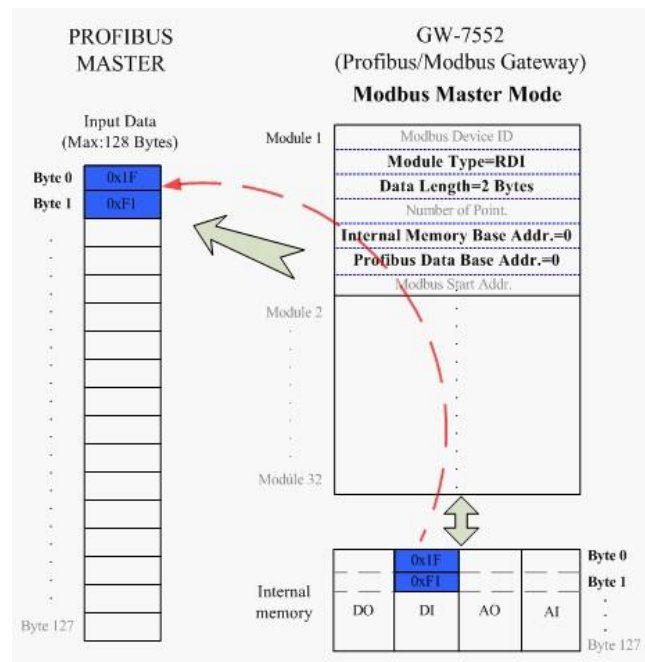 PROFIBUS
MASTER
Input Data
(Max:128 Bytes)
Byte 0
0x1F
Byte 1
0xF1
Byte 127
GW-7552
(Profibus/Modbus Gateway)
Modbus Master Mode
Module 1
Modbus Device ID
Module Type=RDI
Data Length=2 Bytes
Number of Point.
Internal Memory Base Addr.=0
Profibus Data Base Addr.=0
Modbus Start Addr.
Module 2
Module 32
Internal
memory
0x1F
0xF1
DO
DI
AO
AI
Byte 0
Byte 1
Byte 127